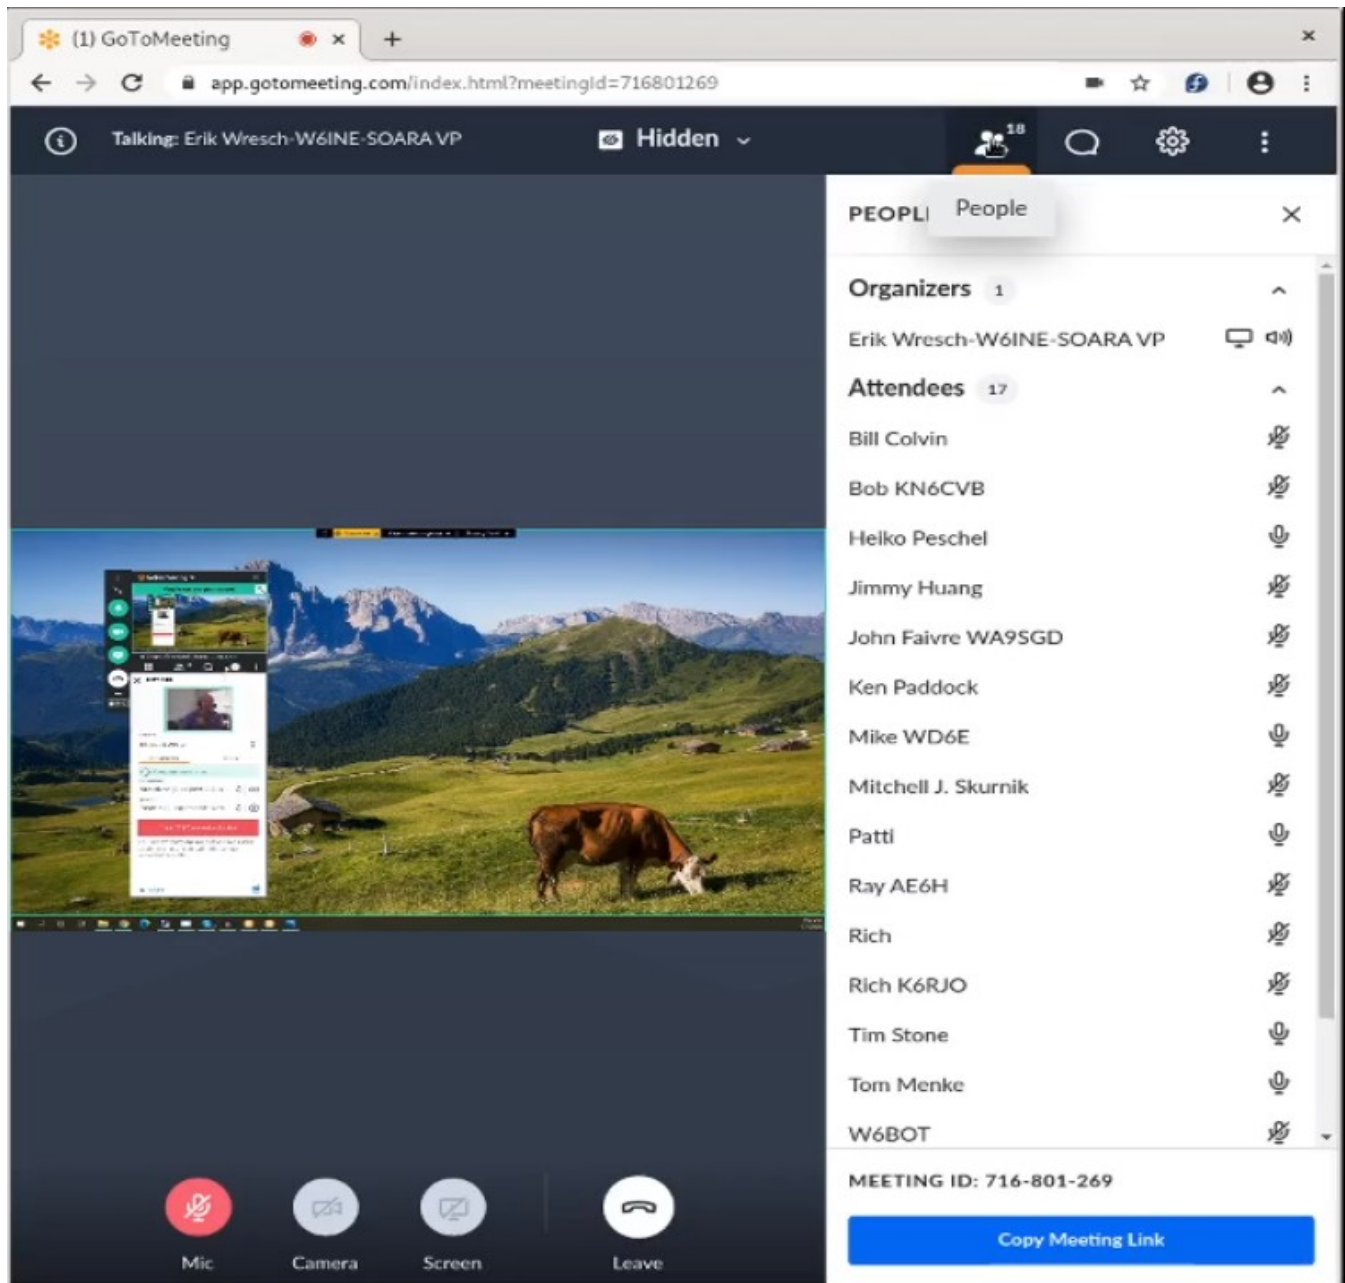 (1) GoToMeeting
app.gotomeeting.com/index.html?meetingId=716801269
Talking: Erik Wresch-W6INE-SOARA VP
Hidden
18
PEOPL
People
Organizers 1
Erik Wresch-W6INE-SOARA VP
Attendees 17
Bill Colvin
Bob KN6CVB
Heiko Peschel
Jimmy Huang
John Faivre WA9SGD
Ken Paddock
Mike WD6E
Mitchell J. Skurnik
Patti
Ray AE6H
Rich
Rich K6RJO
Tim Stone
Tom Menke
W6BOT
MEETING ID: 716-801-269
Copy Meeting Link
Mic Camera Screen Leave